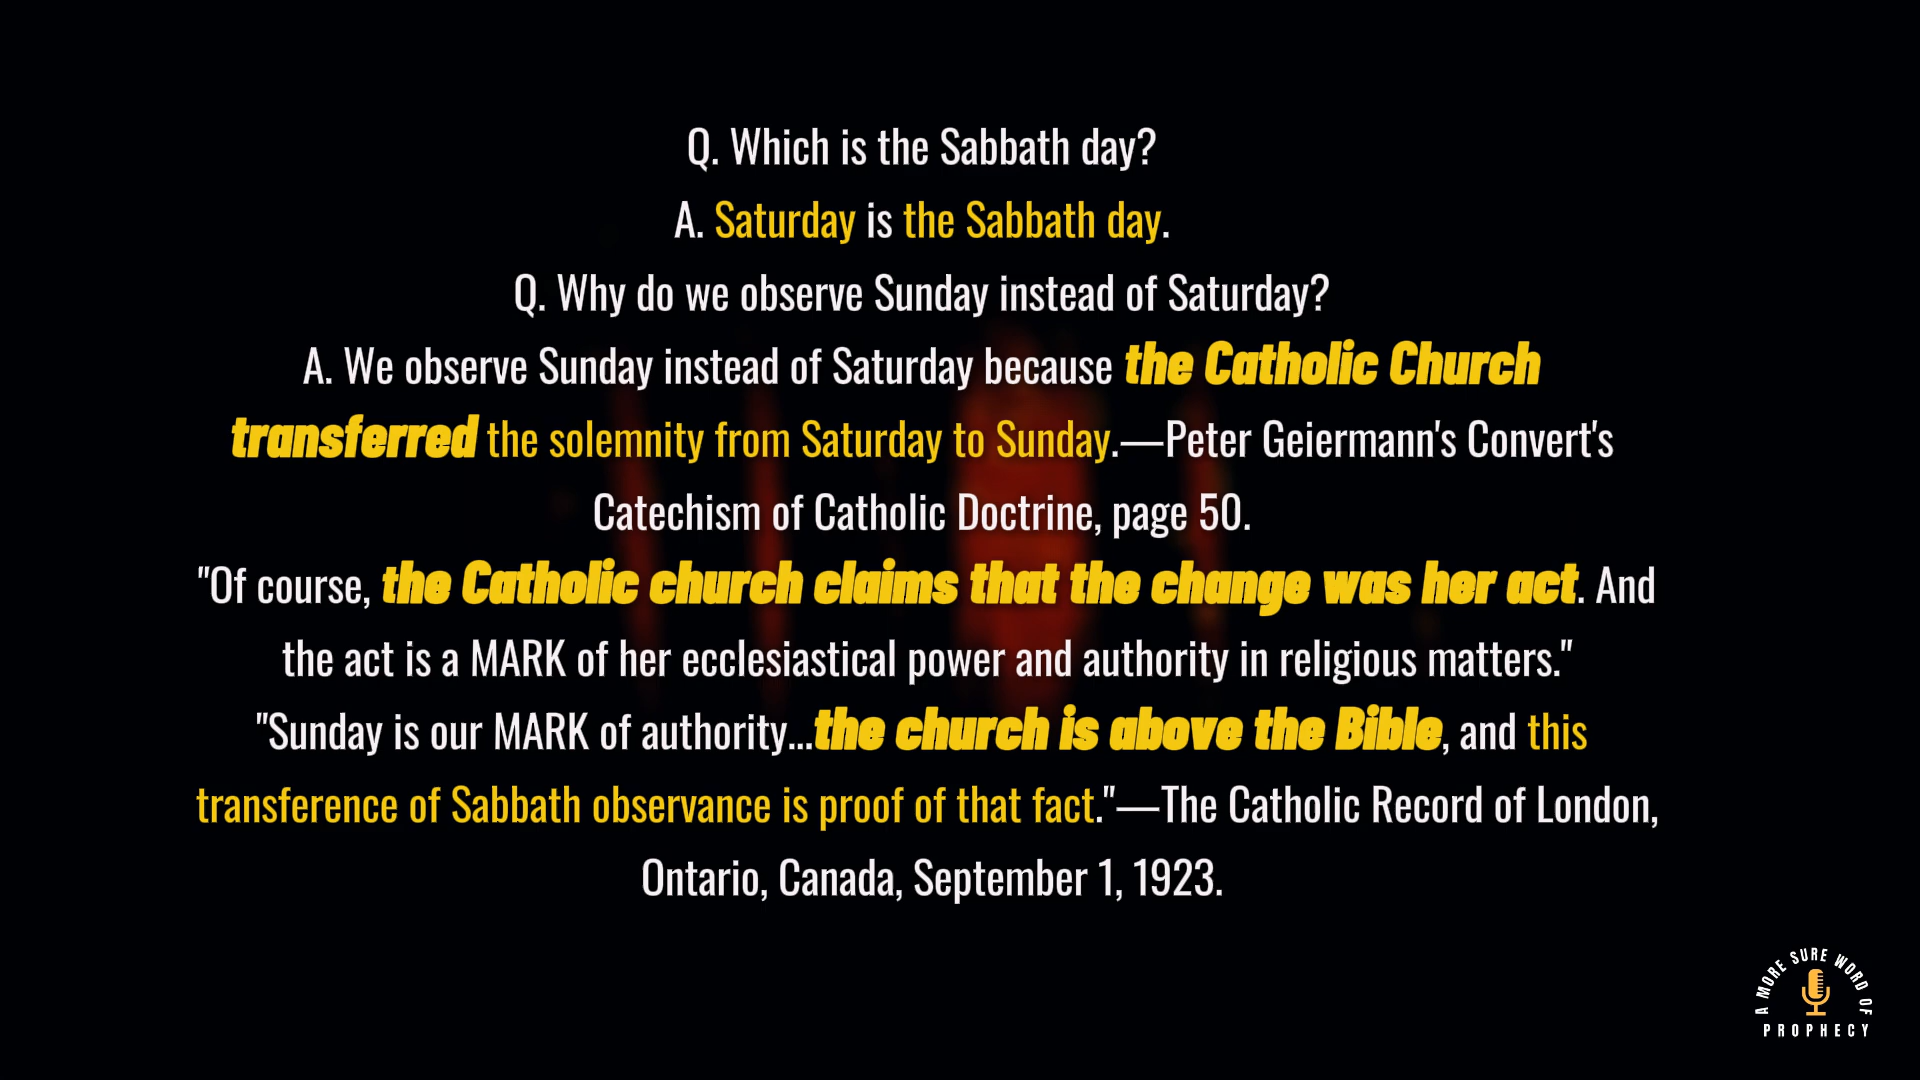 Q. Which is the Sabbath day?
A. Saturday is the Sabbath day.
Q. Why do we observe Sunday instead of Saturday?
A. We observe Sunday instead of Saturday because the Catholic Church
transferred the solemnity from Saturday to Sunday.—Peter Geiermann's Convert's
Catechism of Catholic Doctrine, page 50.
"Of course, the Catholic church claims that the change was her act. And
the act is a MARK of her ecclesiastical power and authority in religious matters."
"Sunday is our MARK of authority...the church is above the Bible, and this
transference of Sabbath observance is proof of that fact."—The Catholic Record of London,
Ontario, Canada, September 1, 1923.
A MORE SURE WORD OF
PROPHECY